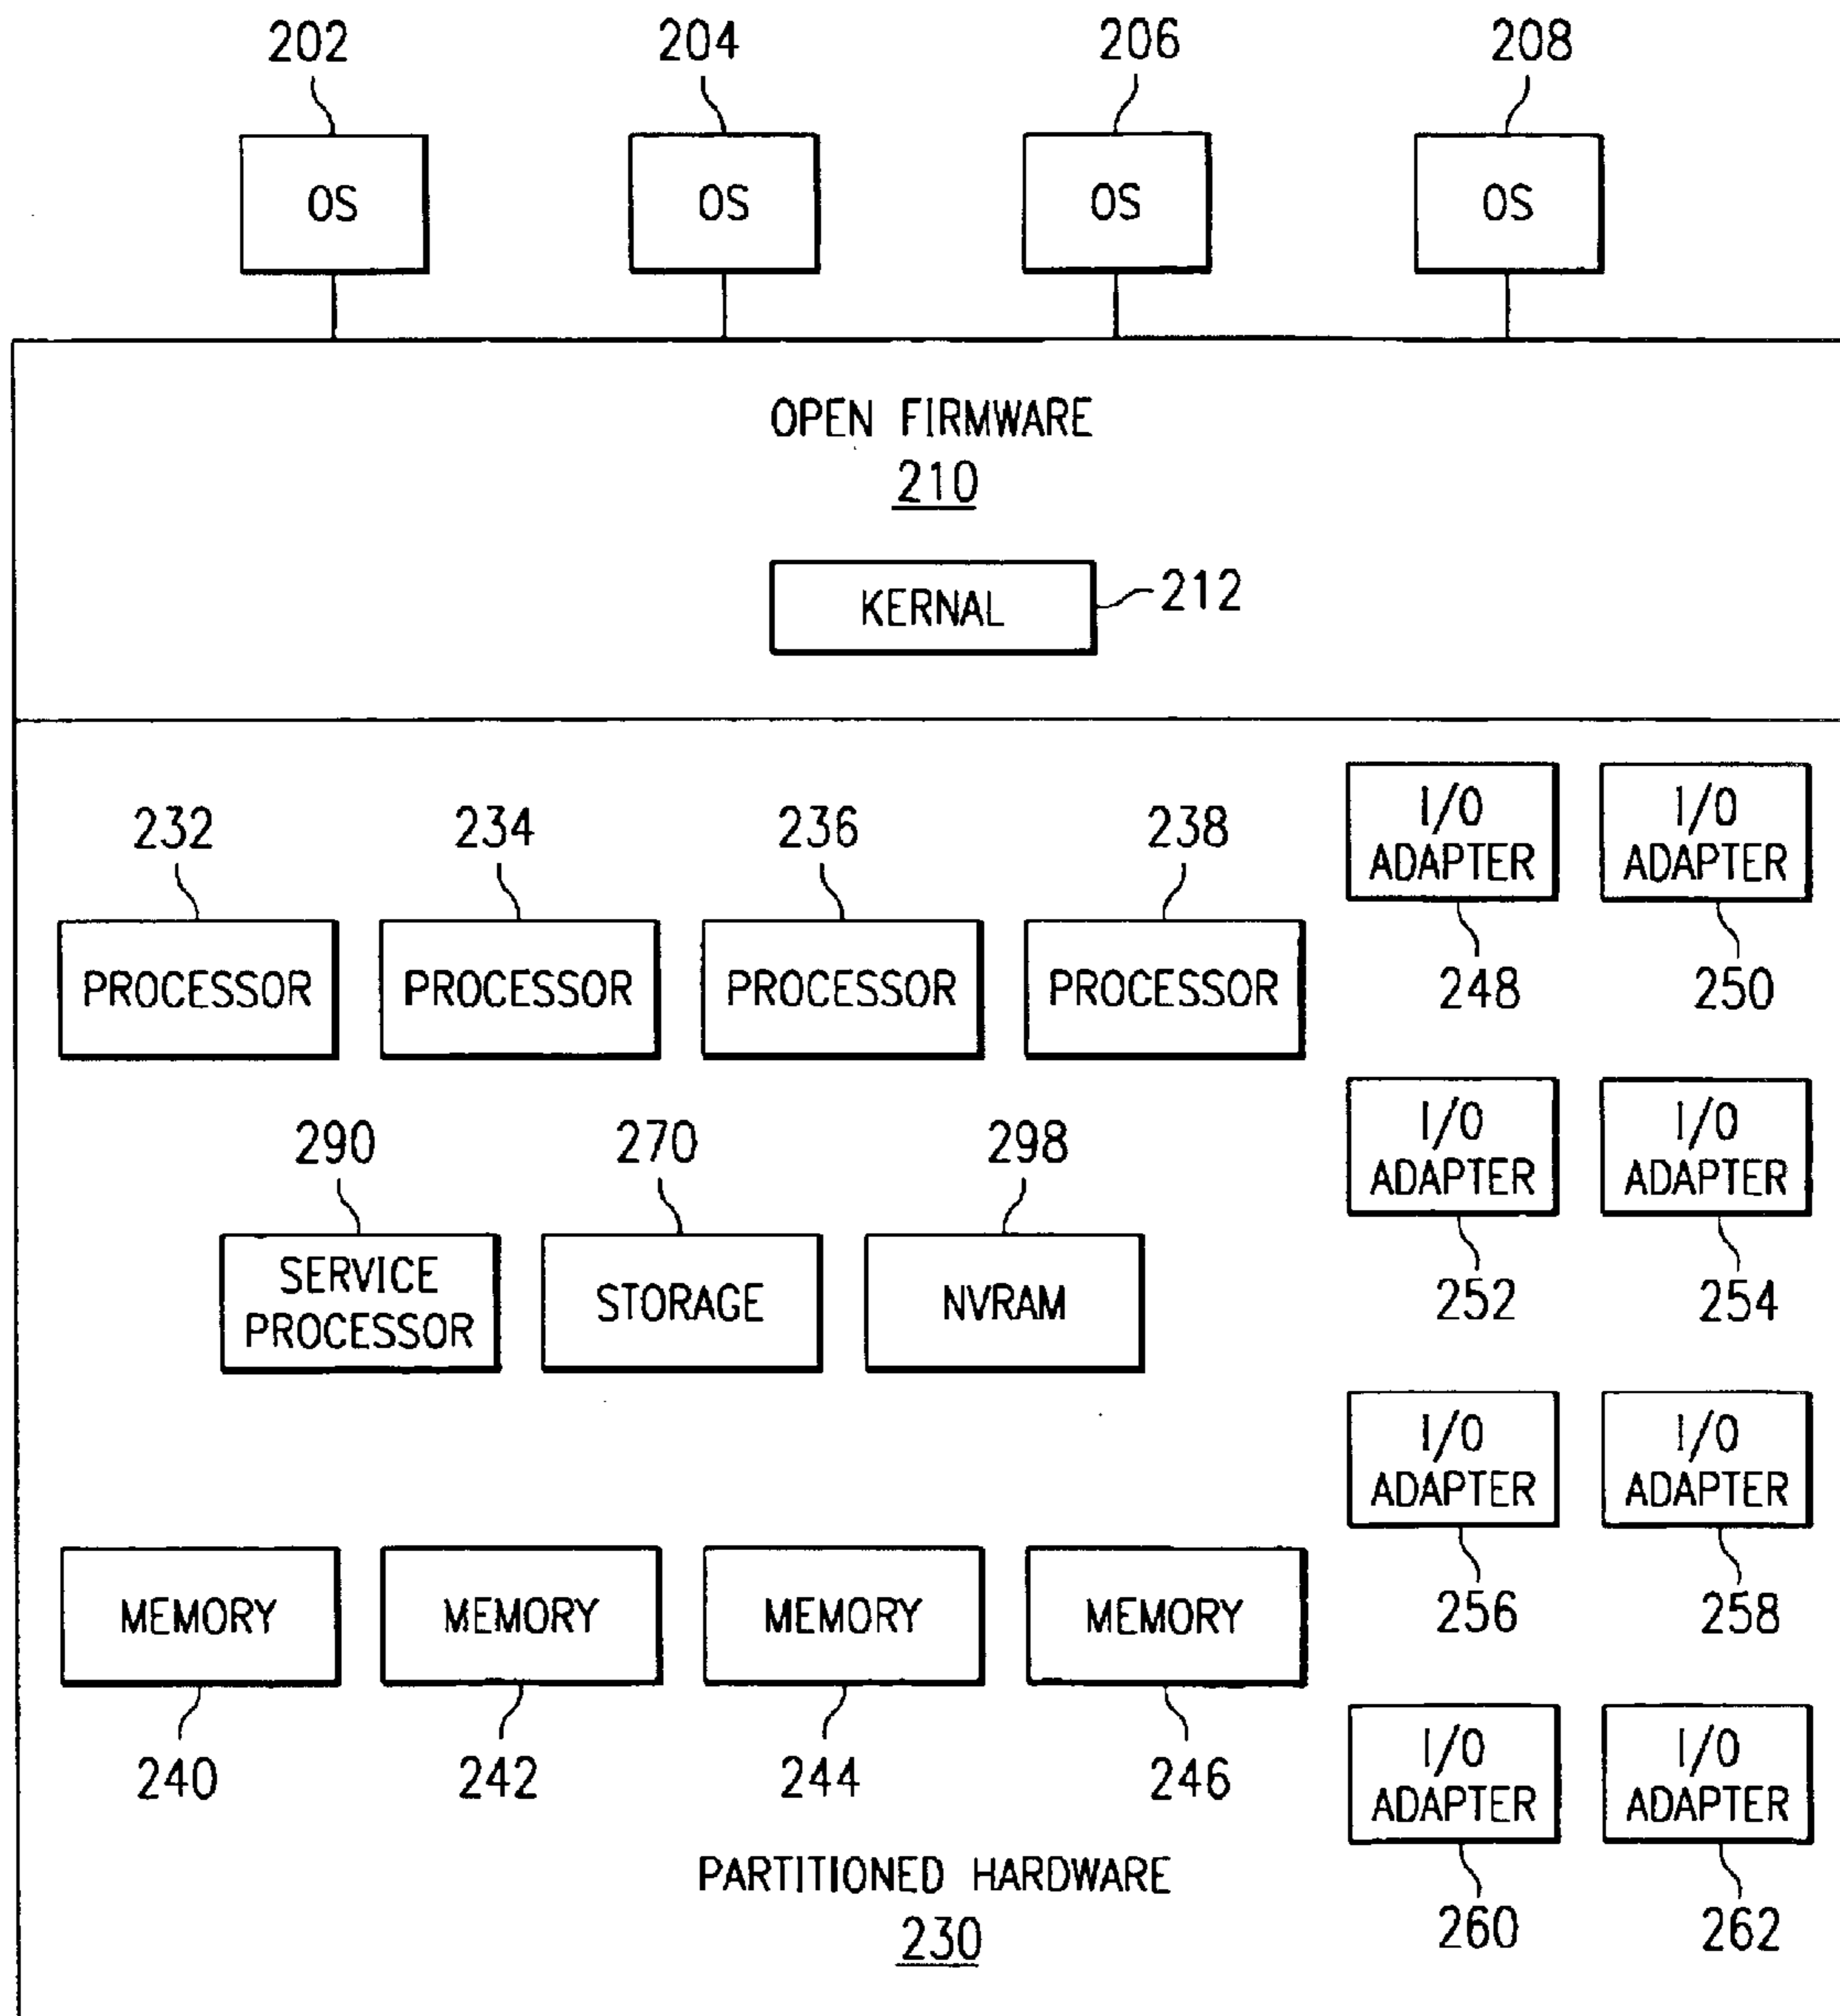 202 204 206 208
OS OS OS OS
OPEN FIRMWARE
210
KERNAL 212
232 234 236 238
PROCESSOR PROCESSOR PROCESSOR PROCESSOR
I/O ADAPTER
248
I/O ADAPTER
250
290 270 298
SERVICE
PROCESSOR
STORAGE
NVRAM
I/O ADAPTER
252
I/O ADAPTER
254
I/O ADAPTER
256
I/O ADAPTER
258
MEMORY MEMORY MEMORY MEMORY
240 242 244 246
I/O ADAPTER
260
I/O ADAPTER
262
PARTITIONED HARDWARE
230